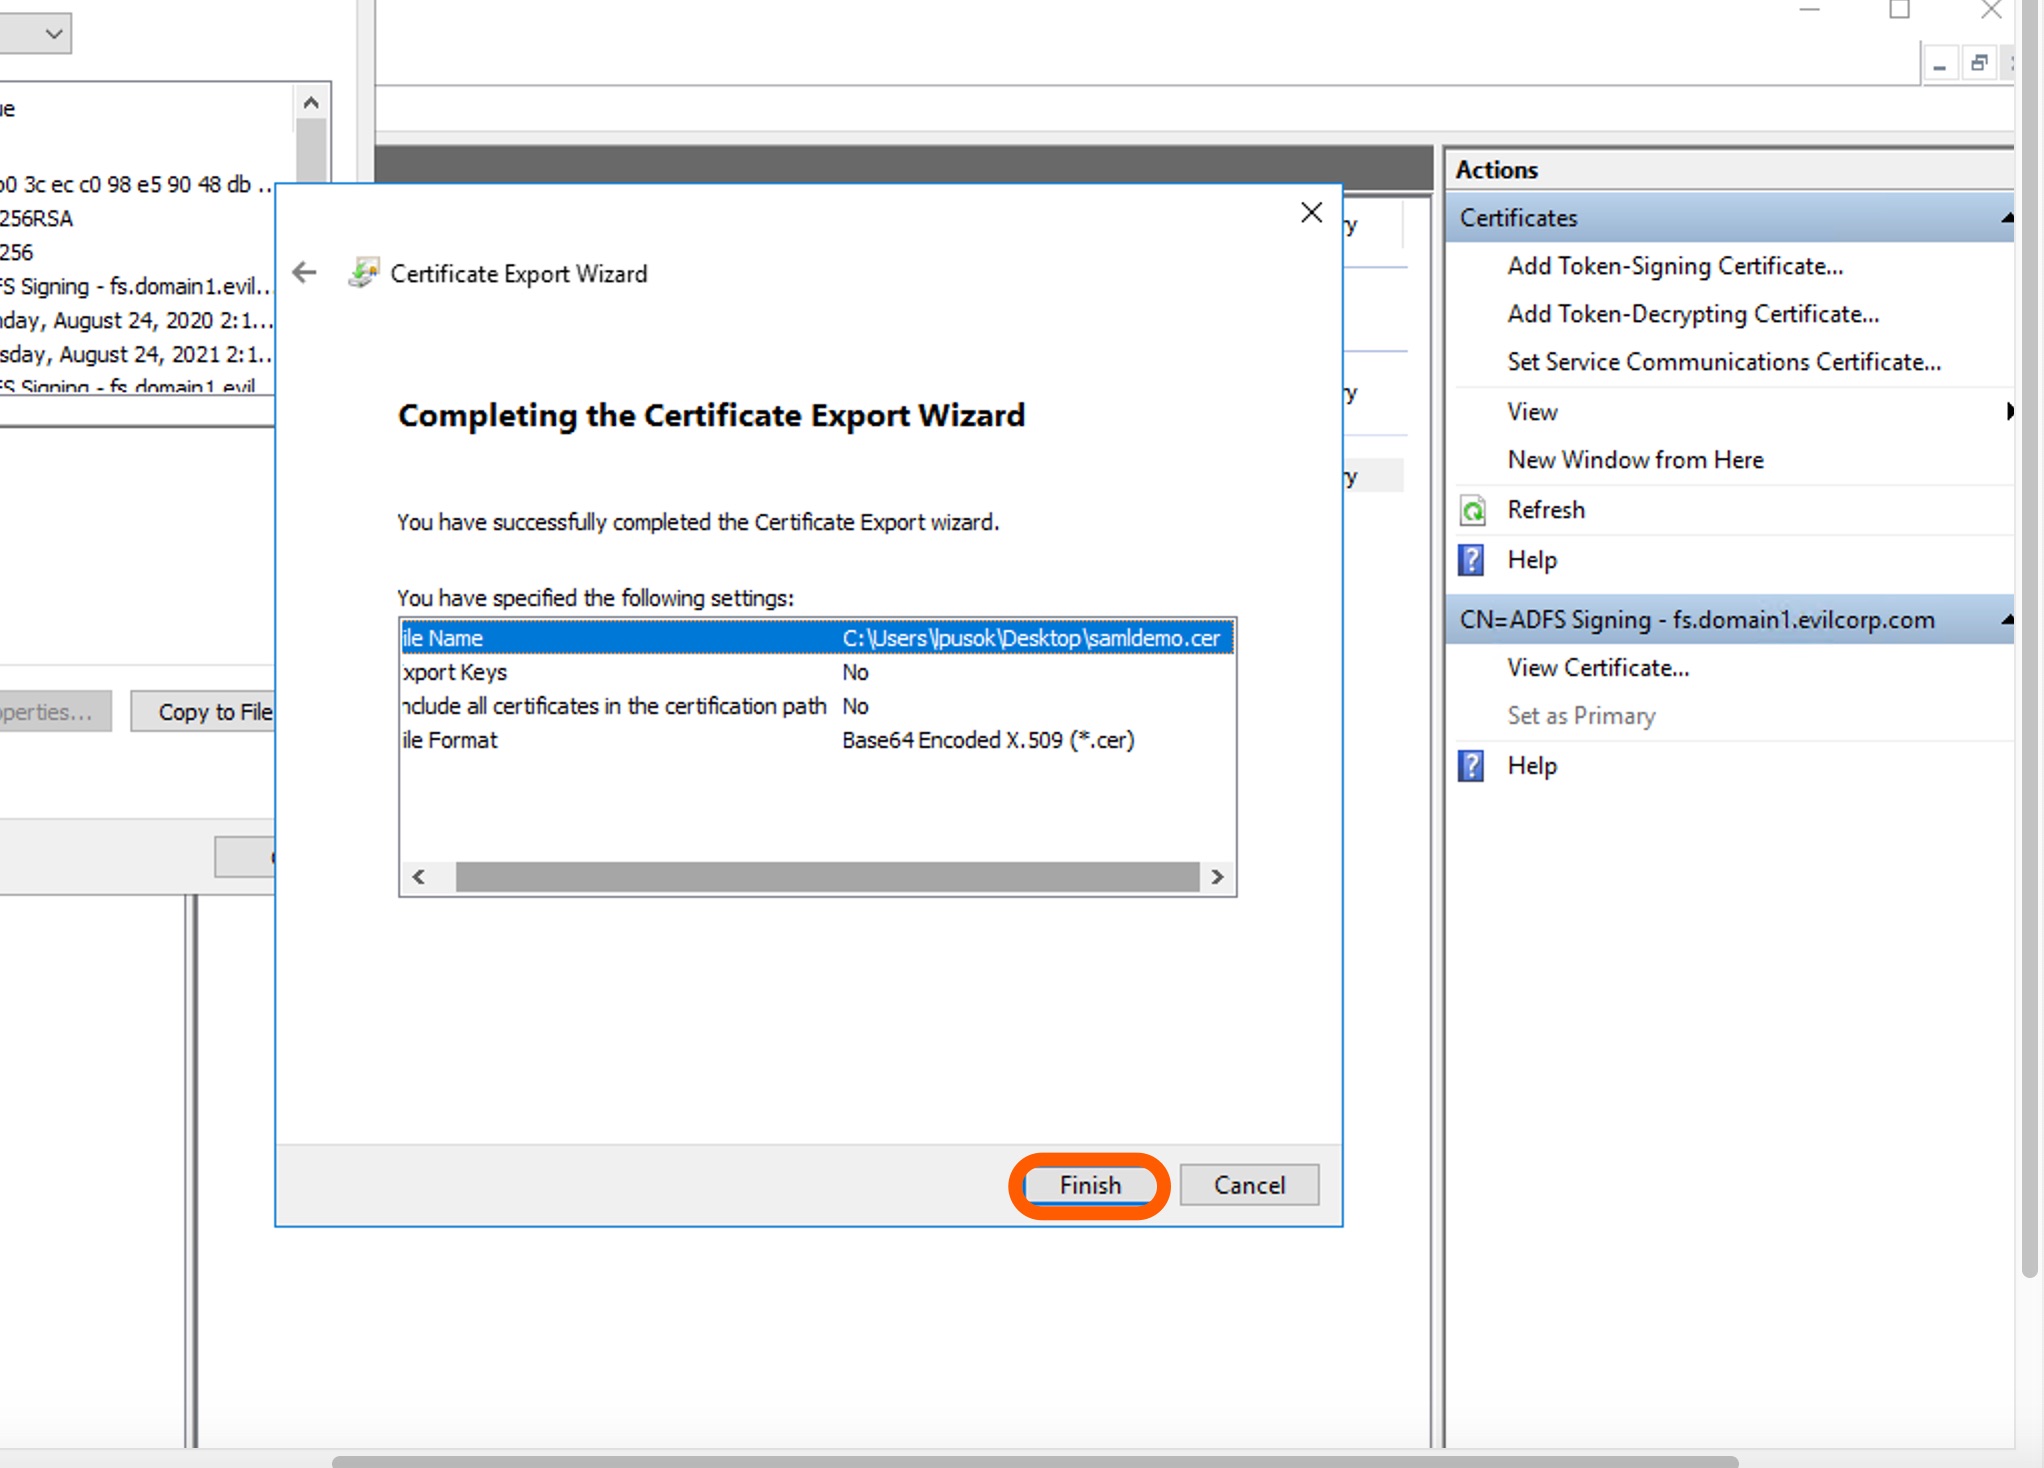 ue
b0 3c ec c0 98 e5 90 48 db ...
256RSA
256
FS Signing - fs.domain1.evil...
nday, August 24, 2020 2:1...
sday, August 24, 2021 2:1...
FS Signing - fs.domain1.evil
operties...
Copy to File
Certificate Export Wizard
Completing the Certificate Export Wizard
You have successfully completed the Certificate Export wizard.
You have specified the following settings:
ile Name C:\Users\lpusok\Desktop\samldemo.cer
xport Keys No
nclude all certificates in the certification path No
ile Format Base64 Encoded X.509 (*.cer)
Finish
Cancel
ry
ry
ry
Actions
Certificates
Add Token-Signing Certificate...
Add Token-Decrypting Certificate...
Set Service Communications Certificate...
View
New Window from Here
Refresh
Help
CN=ADFS Signing - fs.domain1.evilcorp.com
View Certificate...
Set as Primary
Help